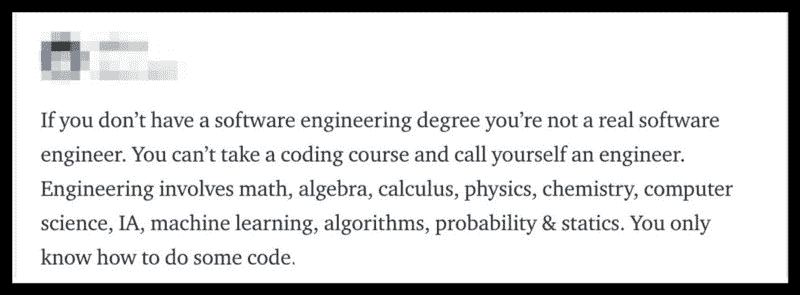 If you don’t have a software engineering degree you’re not a real software
engineer. You can’t take a coding course and call yourself an engineer.
Engineering involves math, algebra, calculus, physics, chemistry, computer
science, IA, machine learning, algorithms, probability & statics. You only
know how to do some code.